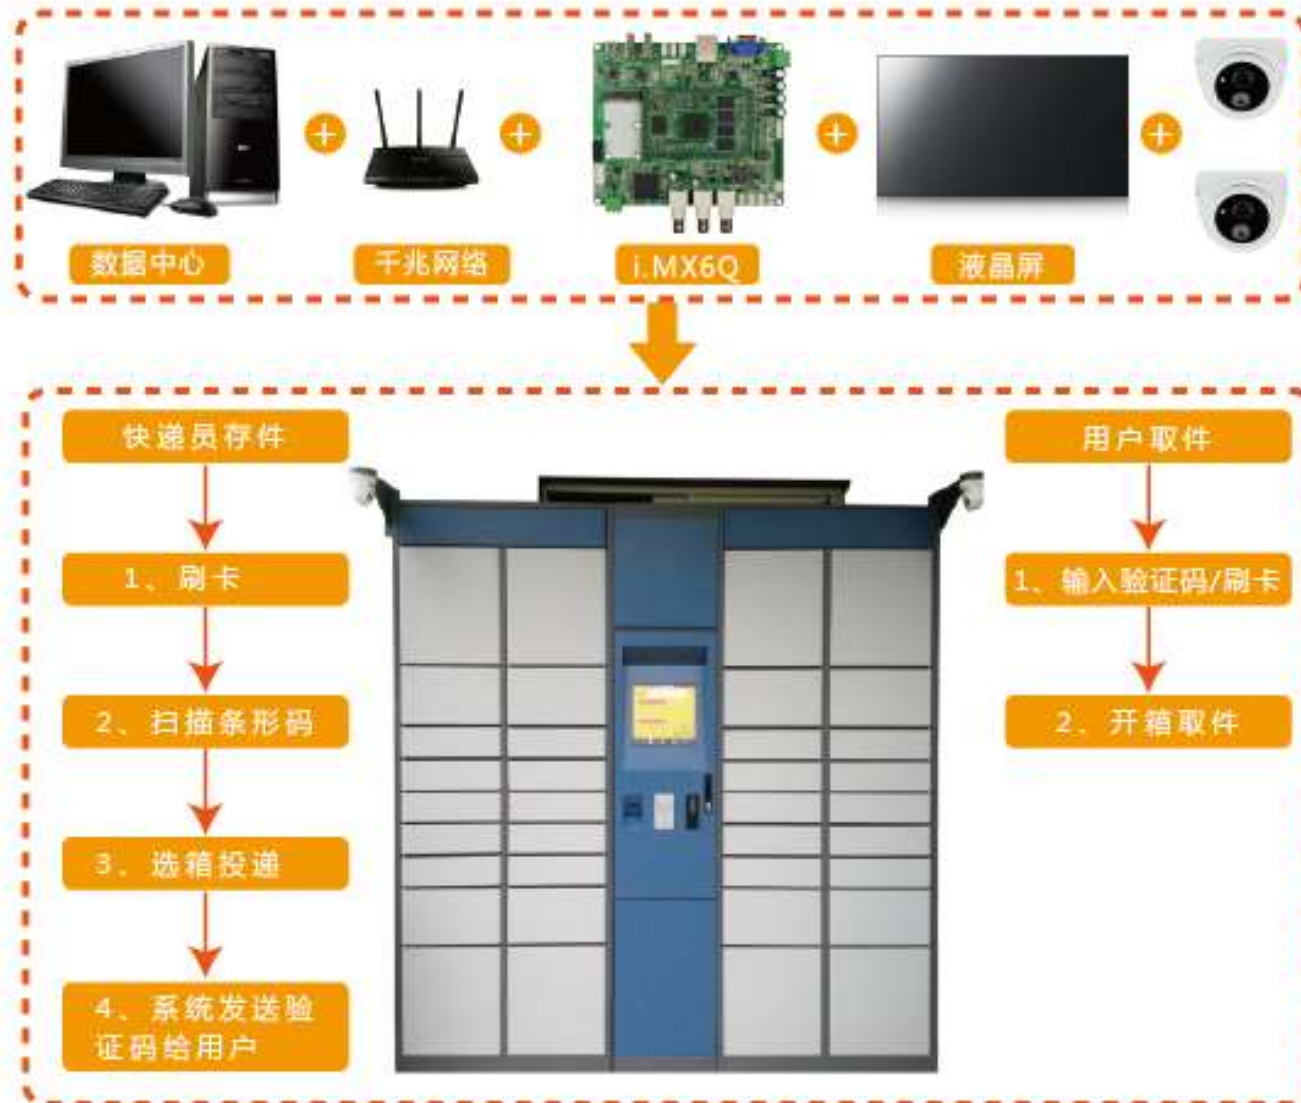 数据中心
千兆网络
i.MX6Q
液晶屏
快递员存件
1、刷卡
2、扫描条形码
3、选箱投递
4、系统发送验
证码给用户
用户取件
1、输入验证码/刷卡
2、开箱取件